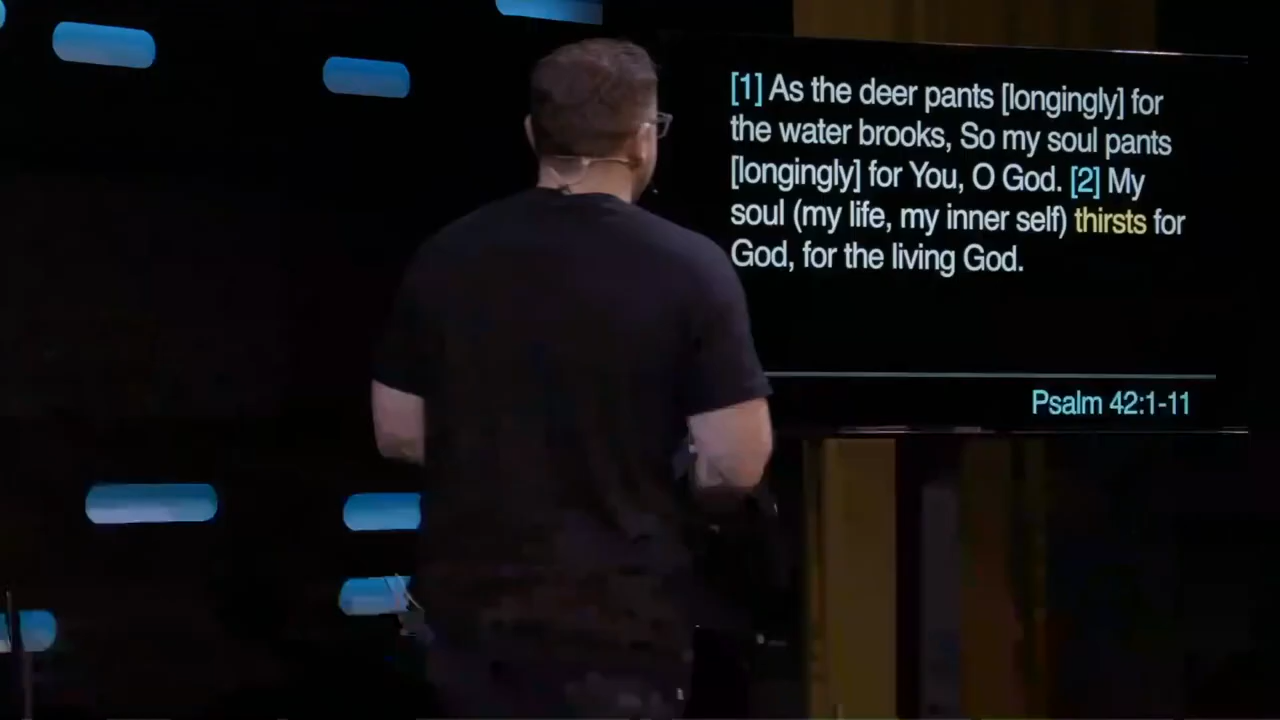 [1] As the deer pants [longingly] for
the water brooks, So my soul pants
[longingly] for You, O God. [2] My
soul (my life, my inner self) thirsts for
God, for the living God.
Psalm 42:1-11